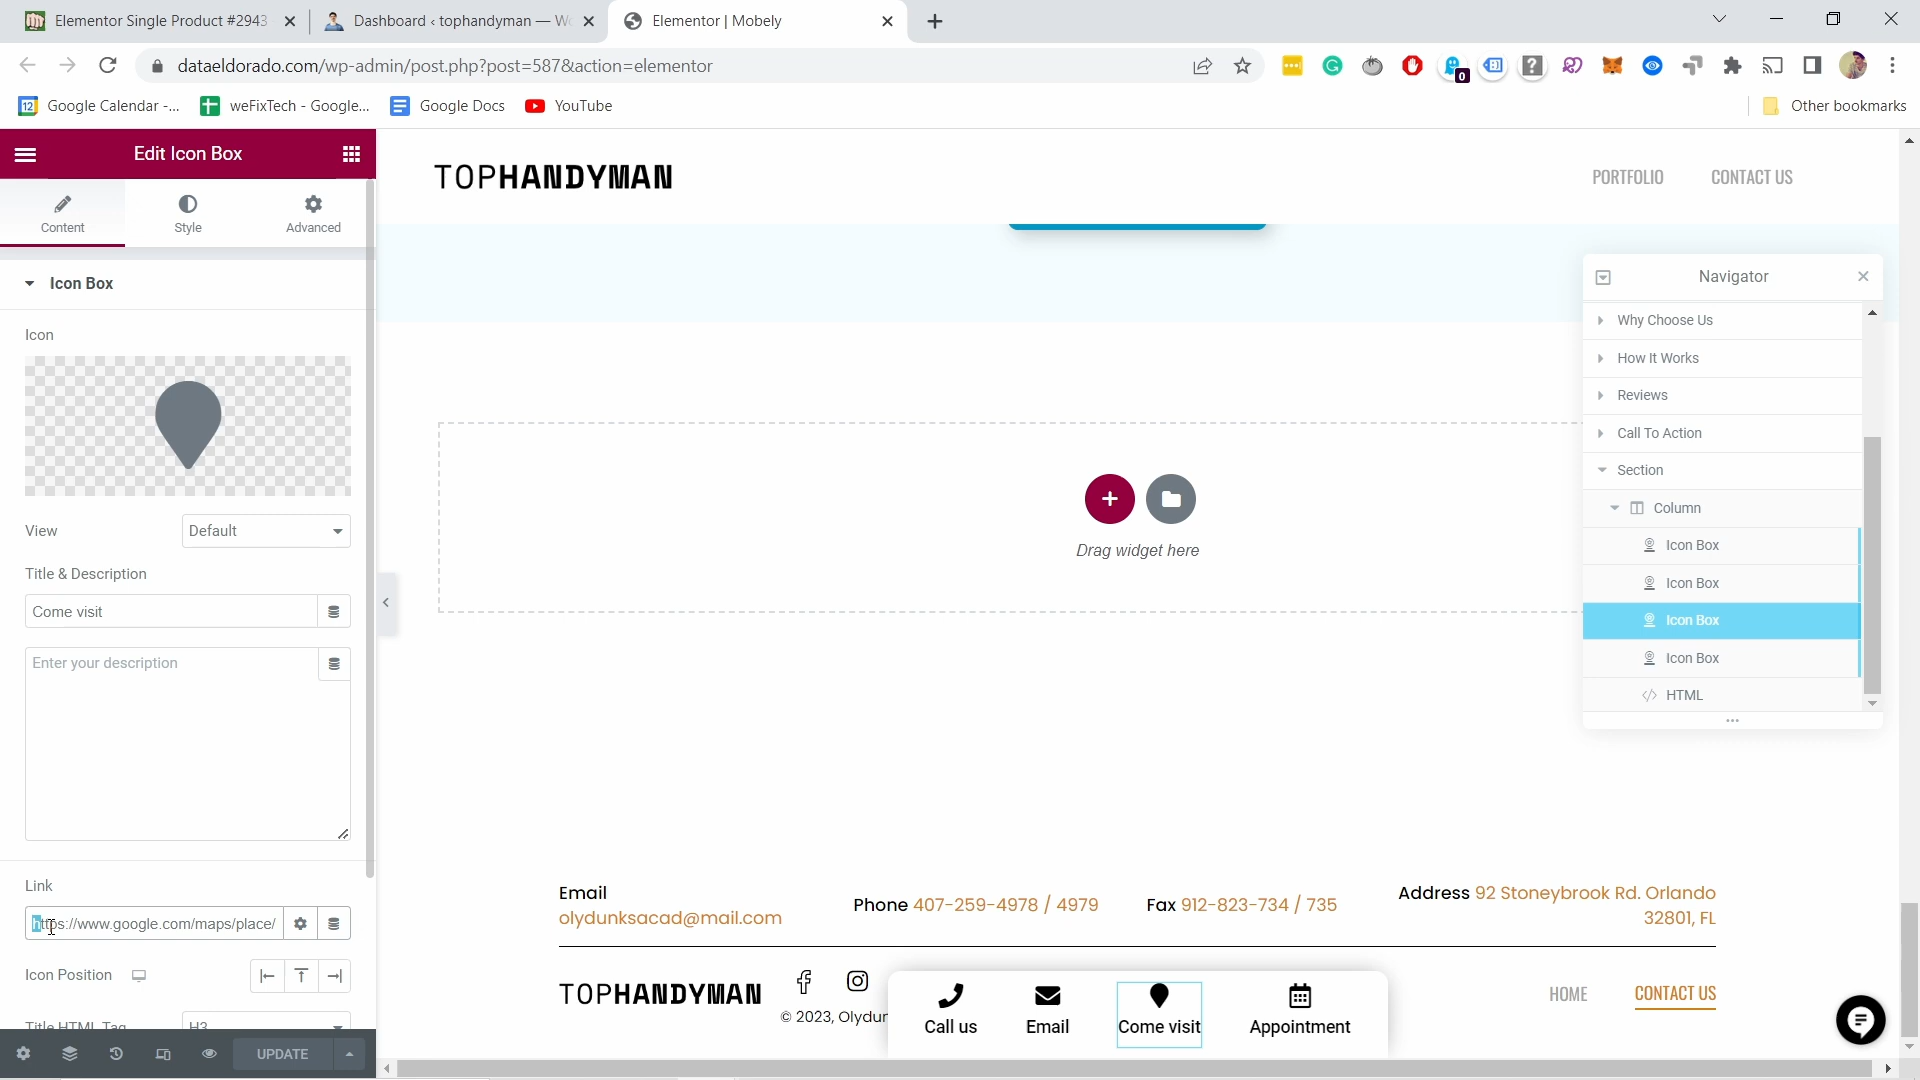 Elementor Single Product #2943
Dashboard ‹ tophandyman — Wo
Elementor | Mobely
dataeldorado.com/wp-admin/post.php?post=587&action=elementor
0
Google Calendar -...
weFixTech - Google...
Google Docs
YouTube
Other bookmarks
Edit Icon Box
Content
Style
Advanced
Icon Box
Icon
View
Default
Title & Description
Come visit
Enter your description
Link
https://www.google.com/maps/place/
Icon Position
Title HTML Tag
H3
UPDATE
TOPHANDYMAN
PORTFOLIO
CONTACT US
Drag widget here
Navigator
Why Choose Us
How It Works
Reviews
Call To Action
Section
Column
Icon Box
Icon Box
Icon Box
Icon Box
HTML
Email
olydunksacad@mail.com
Phone 407-259-4978 / 4979
Fax 912-823-734 / 735
Address 92 Stoneybrook Rd. Orlando
32801, FL
TOPHANDYMAN
© 2023, Olydun
Call us
Email
Come visit
Appointment
HOME
CONTACT US